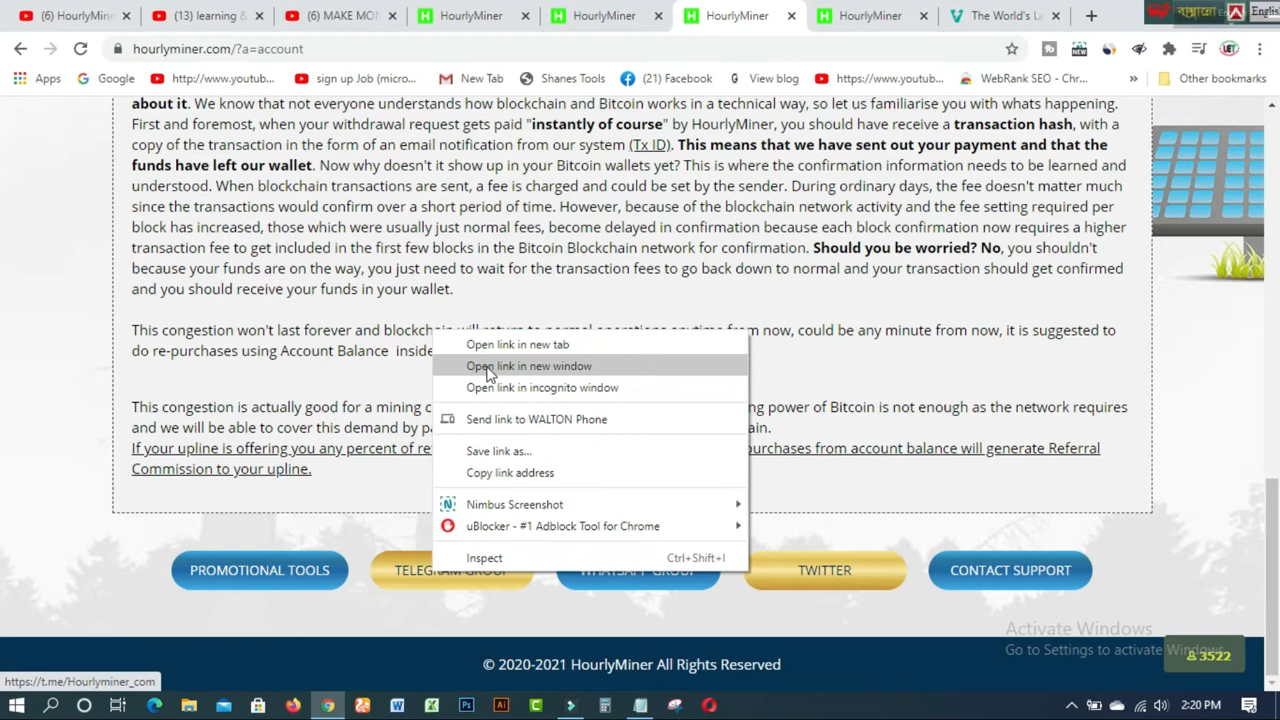 (6) HourlyMiner
(13) learning &
(6) MAKE MON
HourlyMiner
HourlyMiner
HourlyMiner
HourlyMiner
The World's La
English
hourlyminer.com/?a=account
Apps
Google
http://www.youtub...
sign up Job (micro...
New Tab
Shanes Tools
(21) Facebook
View blog
https://www.youtub...
WebRank SEO - Chr...
»
Other bookmarks
about it. We know that not everyone understands how blockchain and Bitcoin works in a technical way, so let us familiarise you with whats happening.
First and foremost, when your withdrawal request gets paid "instantly of course" by HourlyMiner, you should have receive a transaction hash, with a
copy of the transaction in the form of an email notification from our system (Tx ID). This means that we have sent out your payment and that the
funds have left our wallet. Now why doesn't it show up in your Bitcoin wallets yet? This is where the confirmation information needs to be learned and
understood. When blockchain transactions are sent, a fee is charged and could be set by the sender. During ordinary days, the fee doesn't matter much
since the transactions would confirm over a short period of time. However, because of the blockchain network activity and the fee setting required per
block has increased, those which were usually just normal fees, become delayed in confirmation because each block confirmation now requires a higher
transaction fee to get included in the first few blocks in the Bitcoin Blockchain network for confirmation. Should you be worried? No, you shouldn't
because your funds are on the way, you just need to wait for the transaction fees to go back down to normal and your transaction should get confirmed
and you should receive your funds in your wallet.
This congestion won't last forever and blockchain will return to normal operations anytime from now, could be any minute from now, it is suggested to
do re-purchases using Account Balance inside
Open link in new tab
Open link in new window
Open link in incognito window
Send link to WALTON Phone
Save link as...
Copy link address
Nimbus Screenshot
uBlocker - #1 Adblock Tool for Chrome
Inspect Ctrl+Shift+I
This congestion is actually good for a mining c ng power of Bitcoin is not enough as the network requires
and we will be able to cover this demand by pa ain.
If your upline is offering you any percent of re purchases from account balance will generate Referral
Commission to your upline.
PROMOTIONAL TOOLS
TELEGRAM GROUP
WHATSAPP GROUP
TWITTER
CONTACT SUPPORT
Activate Windows
Go to Settings to activate Windows.
3522
© 2020-2021 HourlyMiner All Rights Reserved
https://t.me/Hourlyminer_com
2:20 PM